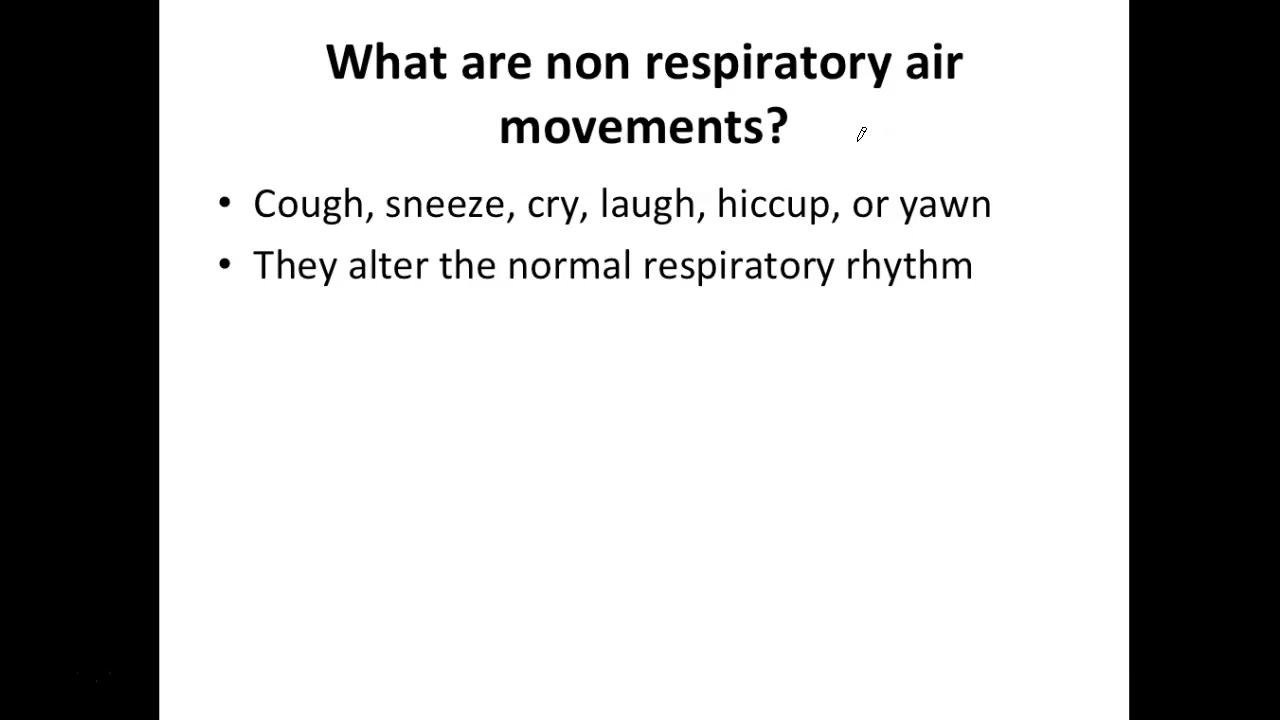 What are non respiratory air
movements?
• Cough, sneeze, cry, laugh, hiccup, or yawn
• They alter the normal respiratory rhythm